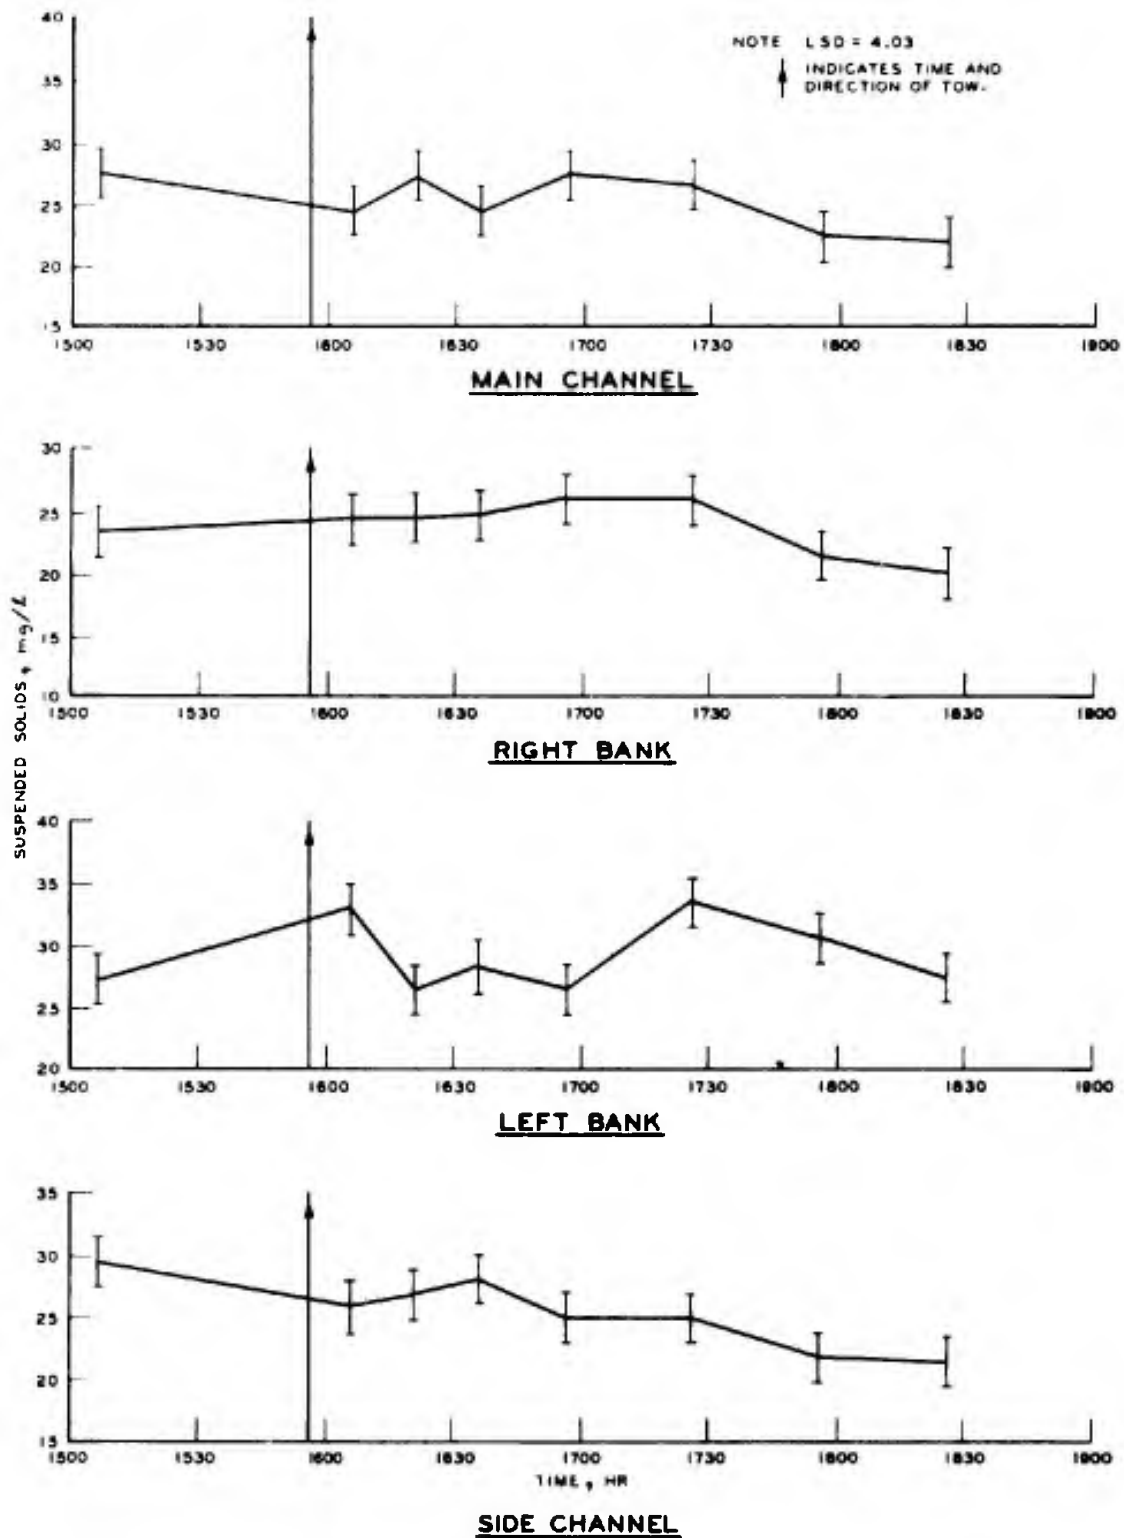 40
NOTE LSD = 4.03
INDICATES TIME AND
DIRECTION OF TOW.
35
30
25
20
15
1500 1530 1600 1630 1700 1730 1800 1830 1900
MAIN CHANNEL
30
25
20
15
10
1500 1530 1600 1630 1700 1730 1800 1830 1900
RIGHT BANK
SUSPENDED SOLIDS, mg/ℓ
40
35
30
25
20
1500 1530 1600 1630 1700 1730 1800 1830 1900
LEFT BANK
35
30
25
20
15
1500 1530 1600 1630 1700 1730 1800 1830 1900
TIME, HR
SIDE CHANNEL